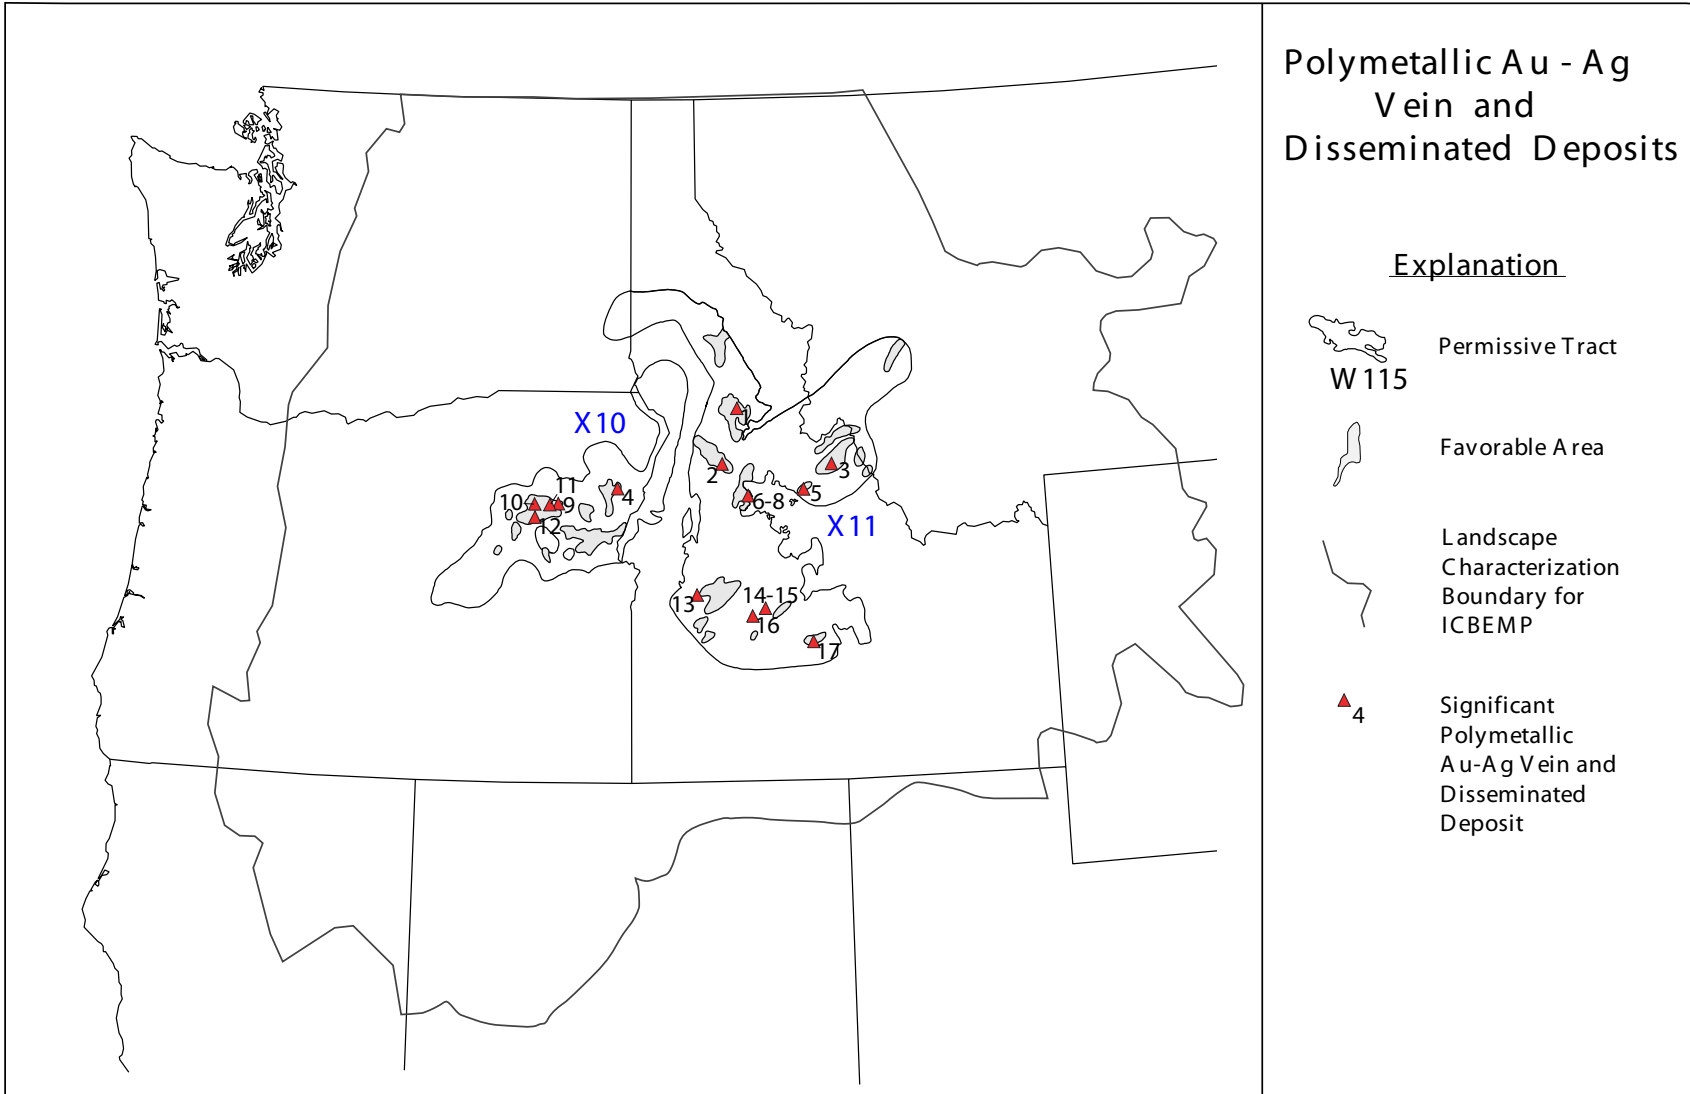 Polymetallic Au - Ag
Vein and
Disseminated Deposits
Explanation
Permissive Tract
W115
Favorable Area
Landscape
Characterization
Boundary for
ICBEMP
4
Significant
Polymetallic
Au-Ag Vein and
Disseminated
Deposit
X10
X11
1
2
3
4
5
6-8
11
10
9
12
13
14-15
16
17